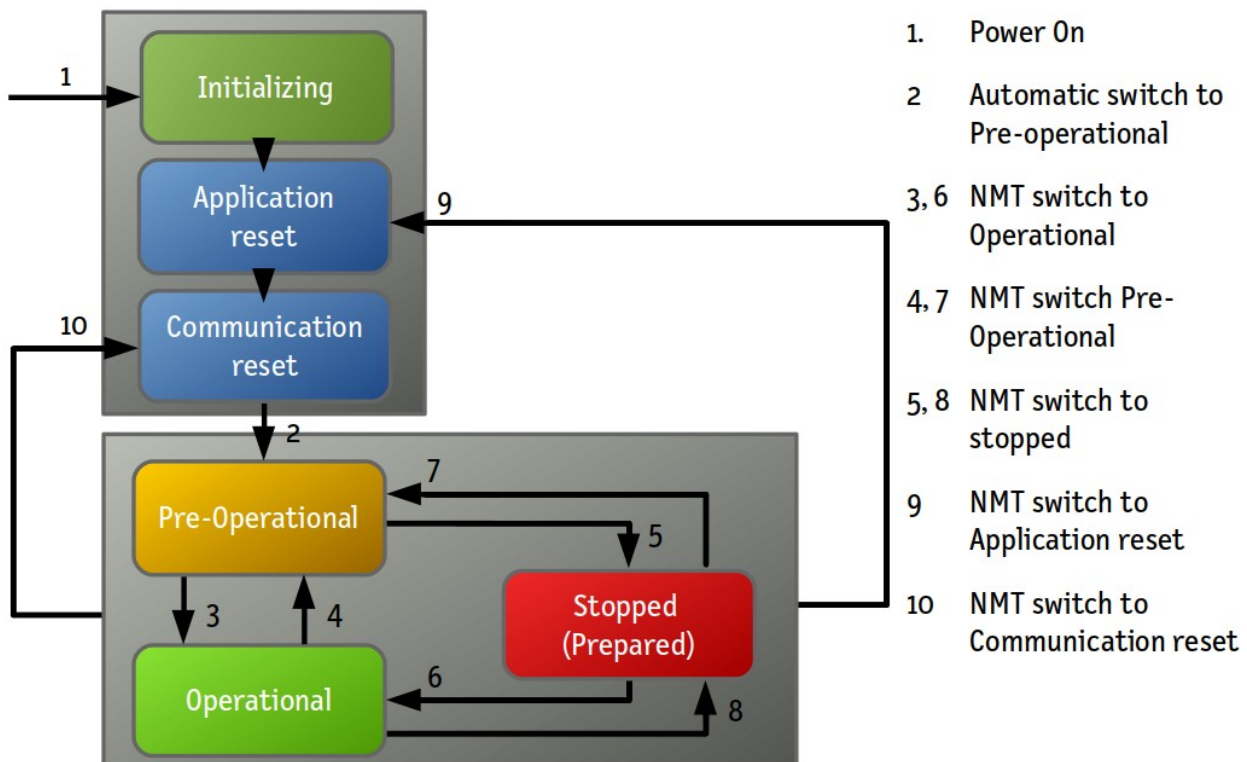 1
Initializing
Application
reset
9
10
Communication
reset
2
7
Pre-Operational
5
3
4
Stopped
(Prepared)
6
Operational
8
1. Power On
2 Automatic switch to
Pre-operational
3, 6 NMT switch to
Operational
4, 7 NMT switch Pre-
Operational
5, 8 NMT switch to
stopped
9 NMT switch to
Application reset
10 NMT switch to
Communication reset